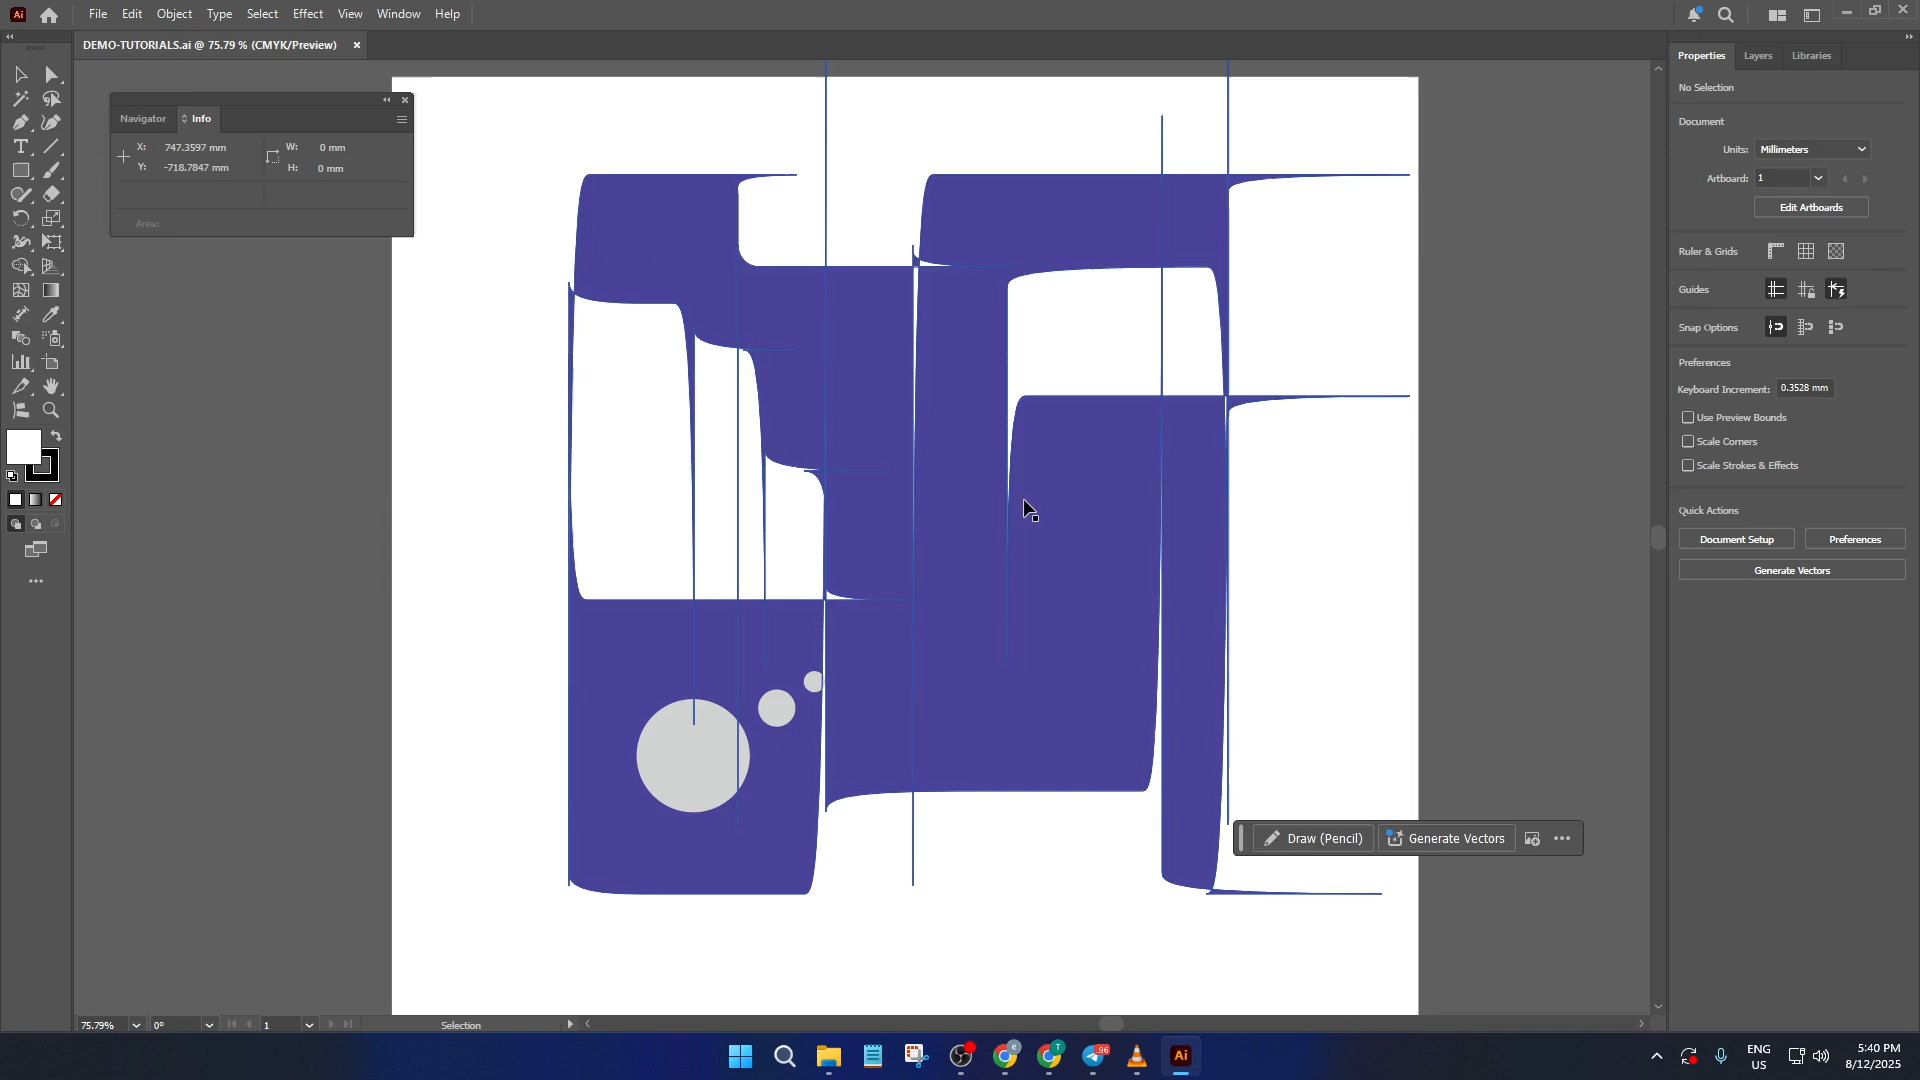 Ai File Edit Object Type Select Effect View Window Help
DEMO-TUTORIALS.ai @ 75.79 % (CMYK/Preview)
Navigator Info
X: 747.3597 mm W: 0 mm
Y: -718.7847 mm H: 0 mm
Area:
Properties Layers Libraries
No Selection
Document
Units: Millimeters
Artboard: 1
Edit Artboards
Ruler & Grids
Guides
Snap Options
Preferences
Keyboard Increment: 0.3528 mm
Use Preview Bounds
Scale Corners
Scale Strokes & Effects
Quick Actions
Document Setup Preferences
Generate Vectors
Draw (Pencil) Generate Vectors
75.79% 0° 1 Selection
e T 96 Ai
ENG
US
5:40 PM
8/12/2025